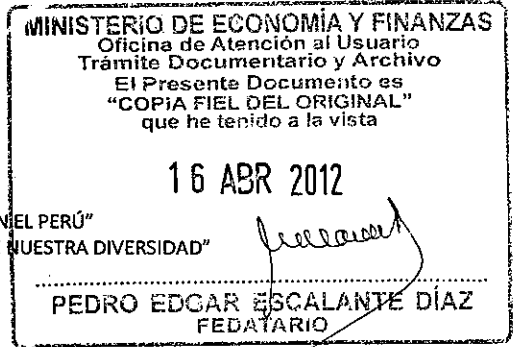 MINISTERIO DE ECONOMÍA Y FINANZAS
Oficina de Atención al Usuario
Trámite Documentario y Archivo
El Presente Documento es
"COPIA FIEL DEL ORIGINAL"
que he tenido a la vista
16 ABR 2012
N EL PERÚ"
NUESTRA DIVERSIDAD"
PEDRO EDGAR ESCALANTE DÍAZ
FEDATARIO